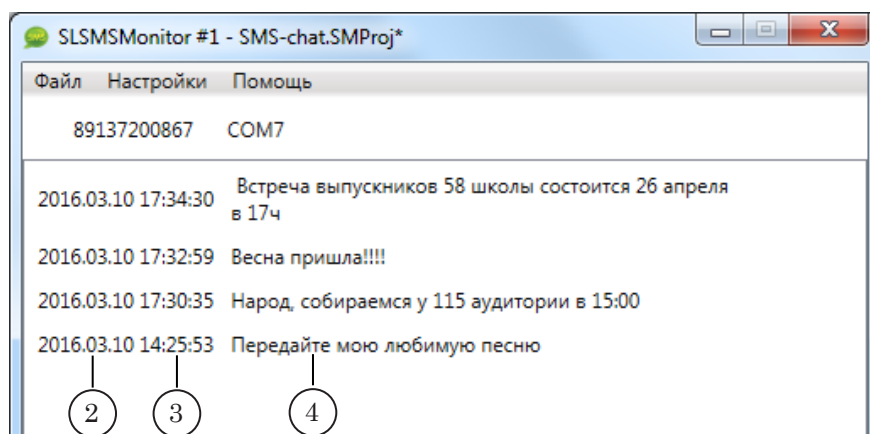 SLSMSMonitor #1 - SMS-chat.SMProj*
Файл Настройки Помощь
89137200867 COM7
2016.03.10 17:34:30 Встреча выпускников 58 школы состоится 26 апреля
в 17ч
2016.03.10 17:32:59 Весна пришла!!!!
2016.03.10 17:30:35 Народ, собираемся у 115 аудитории в 15:00
2016.03.10 14:25:53 Передайте мою любимую песню
2 3 4